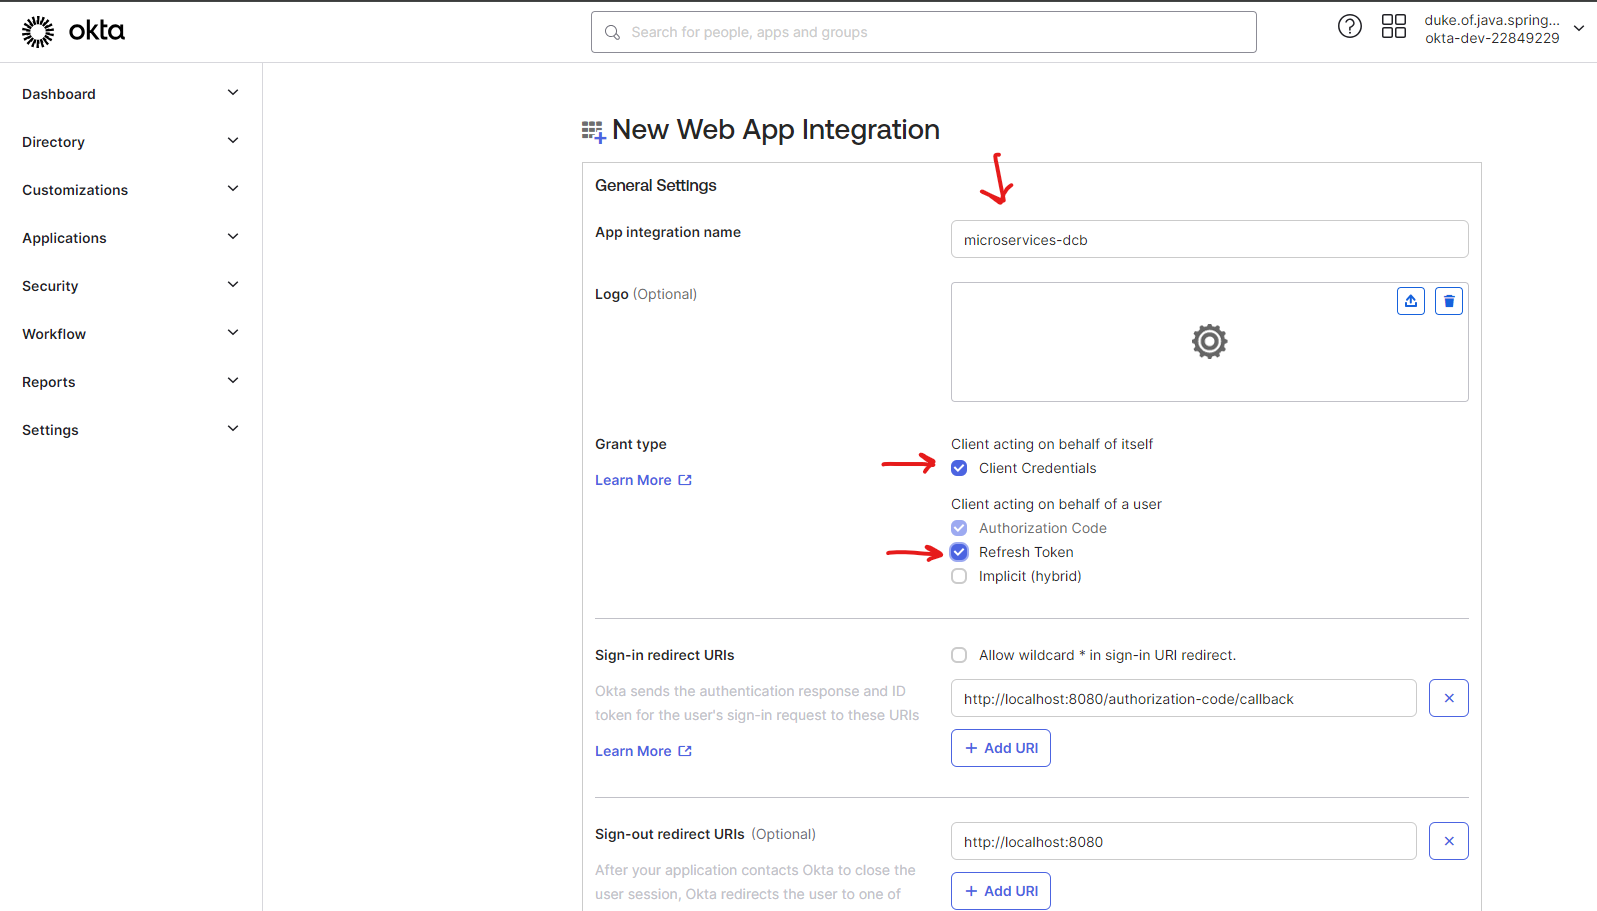 okta
Search for people, apps and groups
duke.of.java.spring...
okta-dev-22849229
Dashboard
Directory
Customizations
Applications
Security
Workflow
Reports
Settings
New Web App Integration
General Settings
App integration name
microservices-dcb
Logo (Optional)
Grant type
Learn More
Client acting on behalf of itself
Client Credentials
Client acting on behalf of a user
Authorization Code
Refresh Token
Implicit (hybrid)
Sign-in redirect URIs
Okta sends the authentication response and ID
token for the user's sign-in request to these URIs
Learn More
Allow wildcard * in sign-in URI redirect.
http://localhost:8080/authorization-code/callback
+ Add URI
Sign-out redirect URIs (Optional)
After your application contacts Okta to close the
user session, Okta redirects the user to one of
http://localhost:8080
+ Add URI